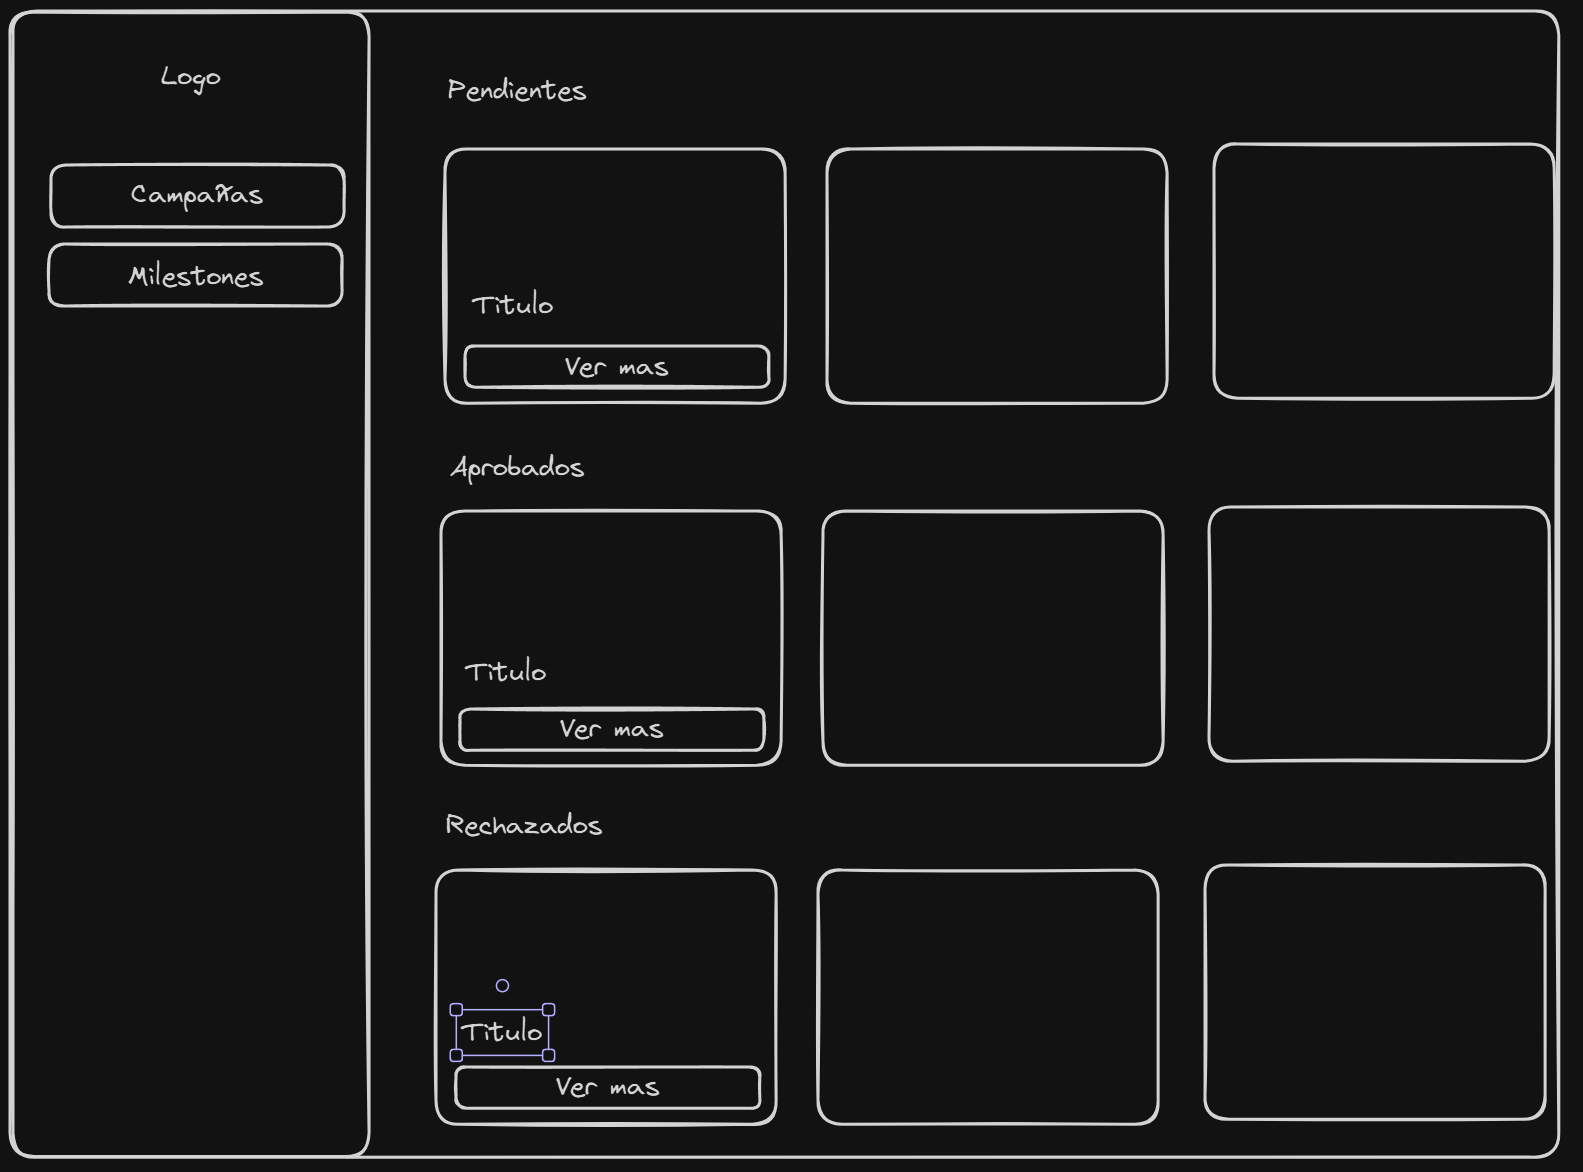 Logo
Campañas
Milestones
Pendientes
Titulo
Ver mas
Aprobados
Titulo
Ver mas
Rechazados
Titulo
Ver mas